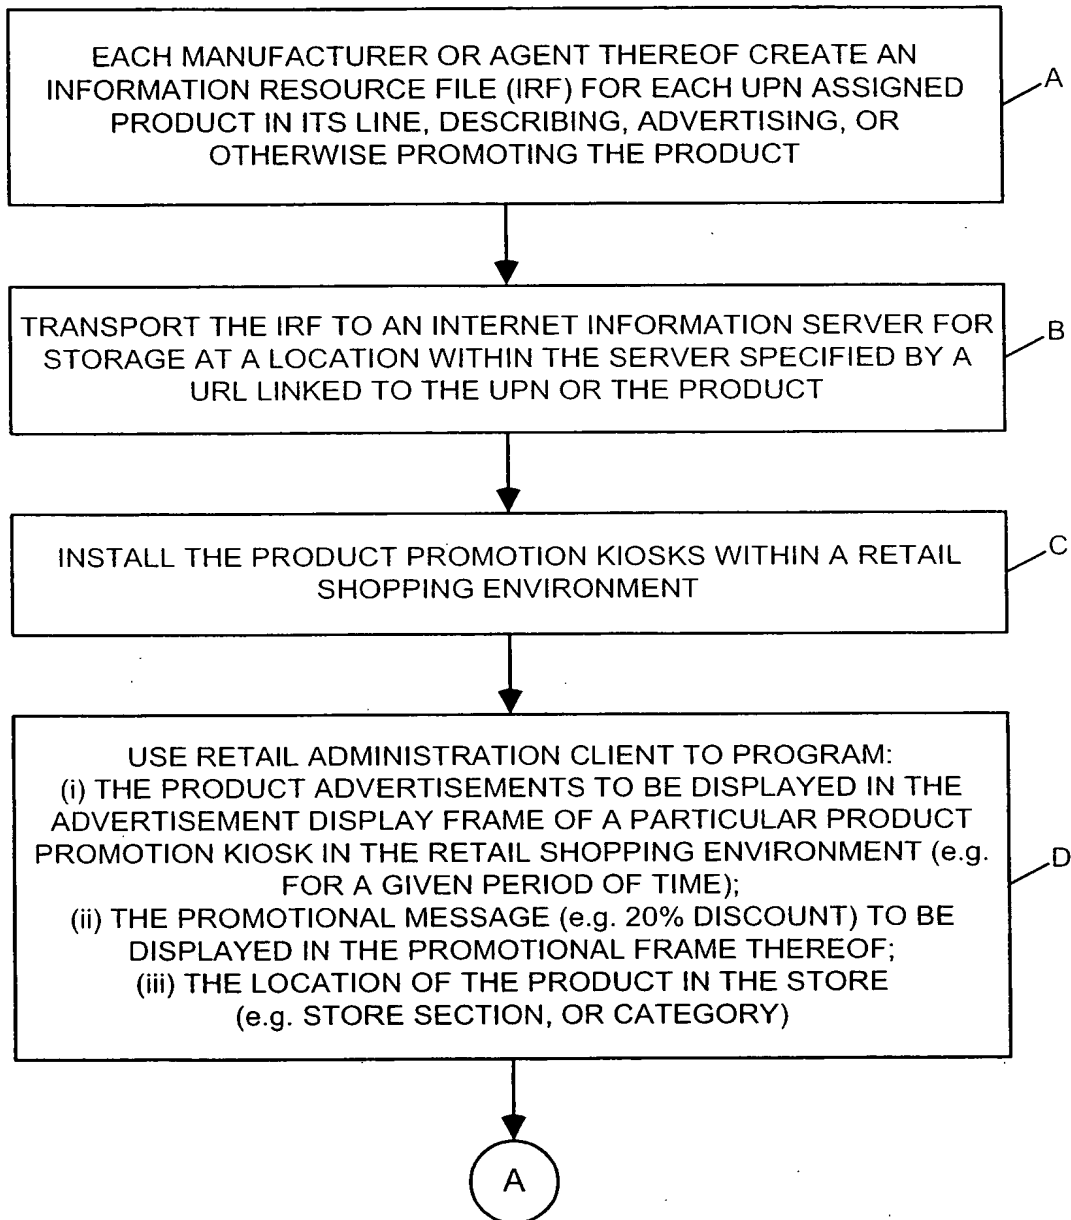 EACH MANUFACTURER OR AGENT THEREOF CREATE AN
INFORMATION RESOURCE FILE (IRF) FOR EACH UPN ASSIGNED
PRODUCT IN ITS LINE, DESCRIBING, ADVERTISING, OR
OTHERWISE PROMOTING THE PRODUCT
A
TRANSPORT THE IRF TO AN INTERNET INFORMATION SERVER FOR
STORAGE AT A LOCATION WITHIN THE SERVER SPECIFIED BY A
URL LINKED TO THE UPN OR THE PRODUCT
B
INSTALL THE PRODUCT PROMOTION KIOSKS WITHIN A RETAIL
SHOPPING ENVIRONMENT
C
USE RETAIL ADMINISTRATION CLIENT TO PROGRAM:
(i) THE PRODUCT ADVERTISEMENTS TO BE DISPLAYED IN THE
ADVERTISEMENT DISPLAY FRAME OF A PARTICULAR PRODUCT
PROMOTION KIOSK IN THE RETAIL SHOPPING ENVIRONMENT (e.g.
FOR A GIVEN PERIOD OF TIME);
(ii) THE PROMOTIONAL MESSAGE (e.g. 20% DISCOUNT) TO BE
DISPLAYED IN THE PROMOTIONAL FRAME THEREOF;
(iii) THE LOCATION OF THE PRODUCT IN THE STORE
(e.g. STORE SECTION, OR CATEGORY)
D
A